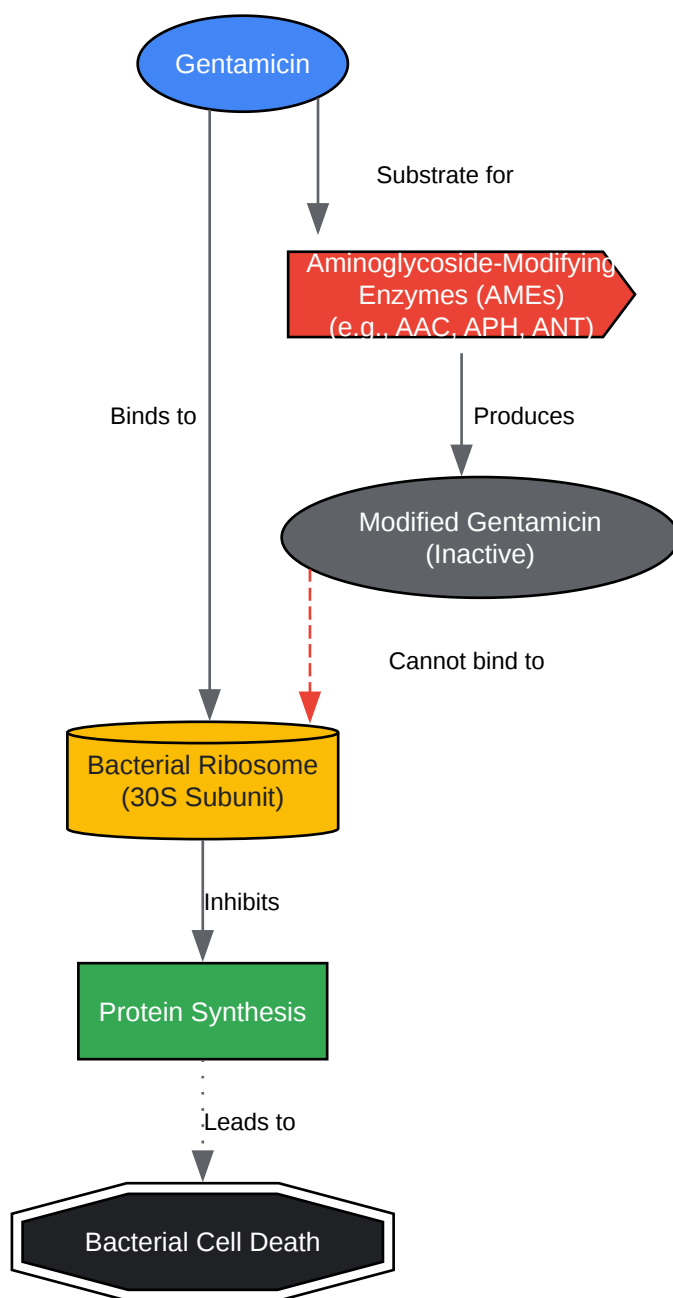 Gentamicin
Substrate for
Aminoglycoside-Modifying
Enzymes (AMEs)
(e.g., AAC, APH, ANT)
Binds to
Produces
Modified Gentamicin
(Inactive)
Cannot bind to
Bacterial Ribosome
(30S Subunit)
Inhibits
Protein Synthesis
Leads to
Bacterial Cell Death